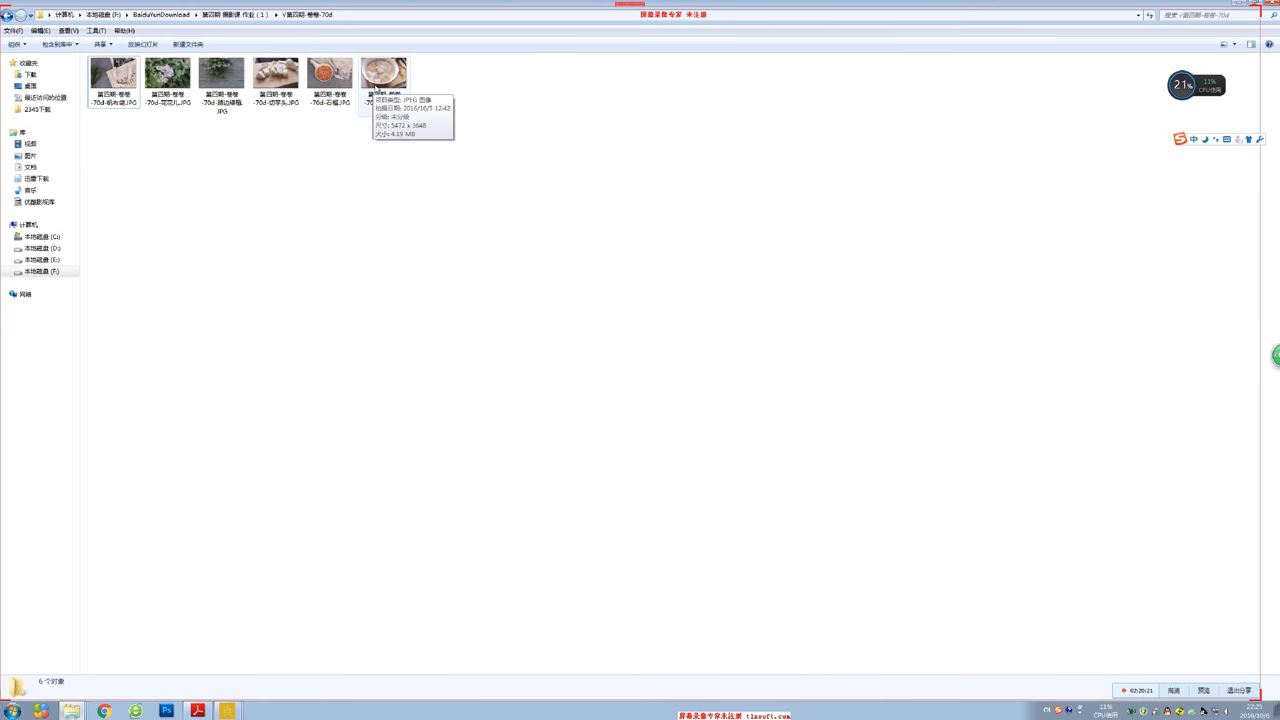 计算机 ▸ 本地磁盘 (F:) ▸ BaiduYunDownload ▸ 第四期 摄影课 作业 ( 1 ) ▸ √第四期-卷卷-70d
屏幕录像专家 未注册
搜索 √第四期-卷卷-70d
文件(F) 编辑(E) 查看(V) 工具(T) 帮助(H)
组织 包含到库中 共享 放映幻灯片 新建文件夹
收藏夹
下载
桌面
最近访问的位置
2345下载
库
视频
图片
文档
迅雷下载
音乐
优酷影视库
计算机
本地磁盘 (C:)
本地磁盘 (D:)
本地磁盘 (E:)
本地磁盘 (F:)
网络
第四期-卷卷-70d-帆布袋.JPG
第四期-卷卷-70d-花花儿.JPG
第四期-卷卷
JPG
第四期-卷卷-70d-切芋头.JPG
第四期-卷卷-70d-石榴.JPG
项目类型: JPEG 图像
拍摄日期: 2016/10/5 12:42
分级: 未分级
尺寸: 5472 x 3648
大小: 4.19 MB
21%
11%
CPU使用
中
6 个对象
02:20:21 高清 预览 退出分享
11%
CPU使用
22:25
2016/10/6
屏幕录像专家未注册 tlxsoft.com